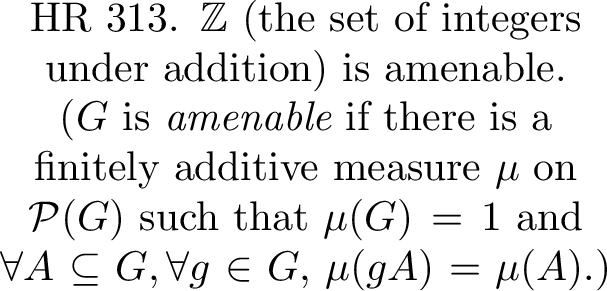 HR 313. ℤ (the set of integers
under addition) is amenable.
(G is amenable if there is a
finitely additive measure μ on
𝒫(G) such that μ(G) = 1 and
∀A ⊆ G, ∀g ∈ G, μ(gA) = μ(A).)